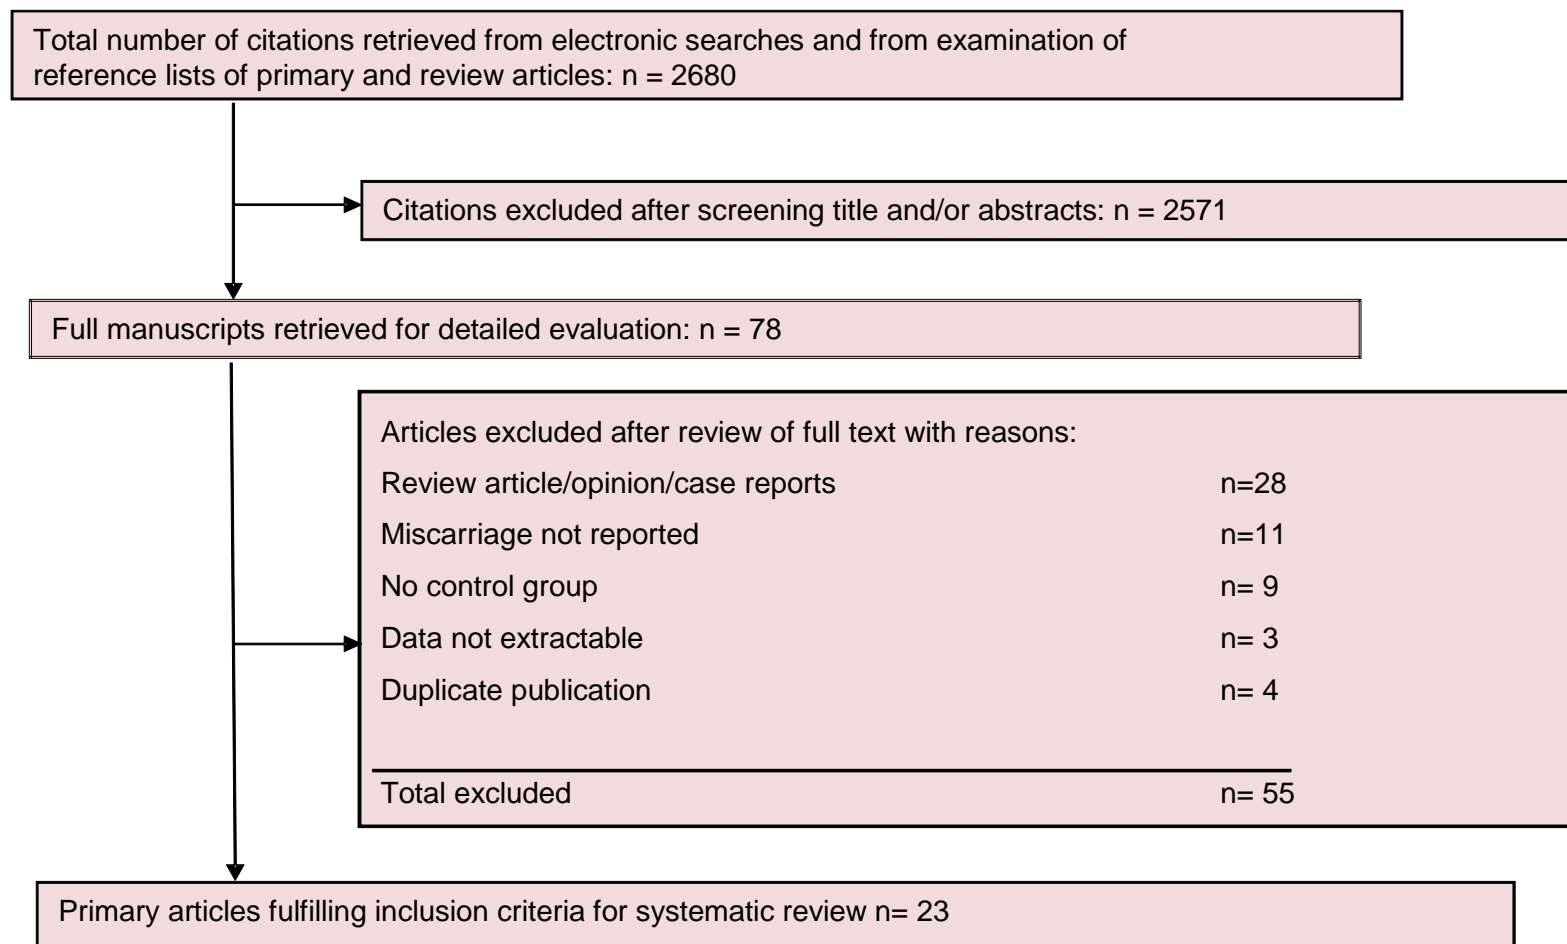 Total number of citations retrieved from electronic searches and from examination of
reference lists of primary and review articles: n = 2680
Citations excluded after screening title and/or abstracts: n = 2571
Full manuscripts retrieved for detailed evaluation: n = 78
Articles excluded after review of full text with reasons:
Review article/opinion/case reports n=28
Miscarriage not reported n=11
No control group n= 9
Data not extractable n= 3
Duplicate publication n= 4
Total excluded n= 55
Primary articles fulfilling inclusion criteria for systematic review n= 23